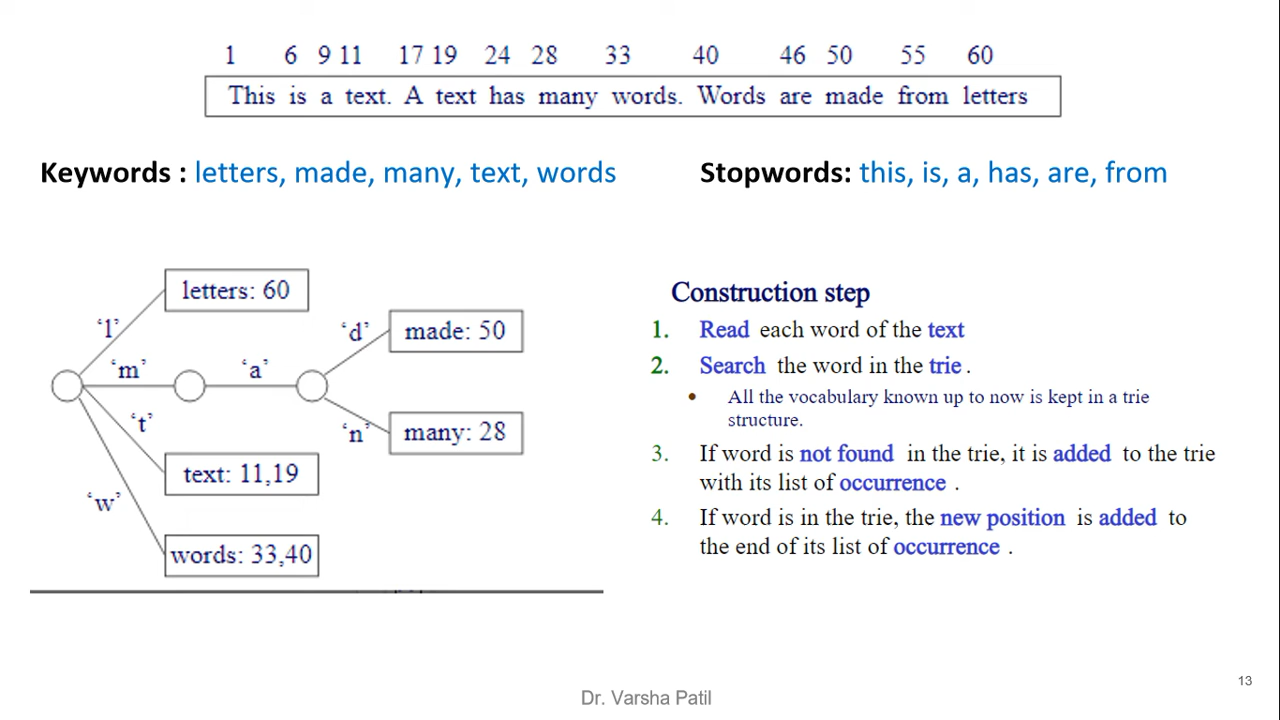 1 6 9 11 17 19 24 28 33 40 46 50 55 60
This is a text. A text has many words. Words are made from letters
Keywords : letters, made, many, text, words
Stopwords: this, is, a, has, are, from
letters: 60
‘l’
‘d’
made: 50
‘m’
‘a’
‘t’
‘n’
many: 28
text: 11,19
‘w’
words: 33,40
Construction step
1. Read each word of the text
2. Search the word in the trie .
• All the vocabulary known up to now is kept in a trie
structure.
3. If word is not found in the trie, it is added to the trie
with its list of occurrence .
4. If word is in the trie, the new position is added to
the end of its list of occurrence .
13
Dr. Varsha Patil